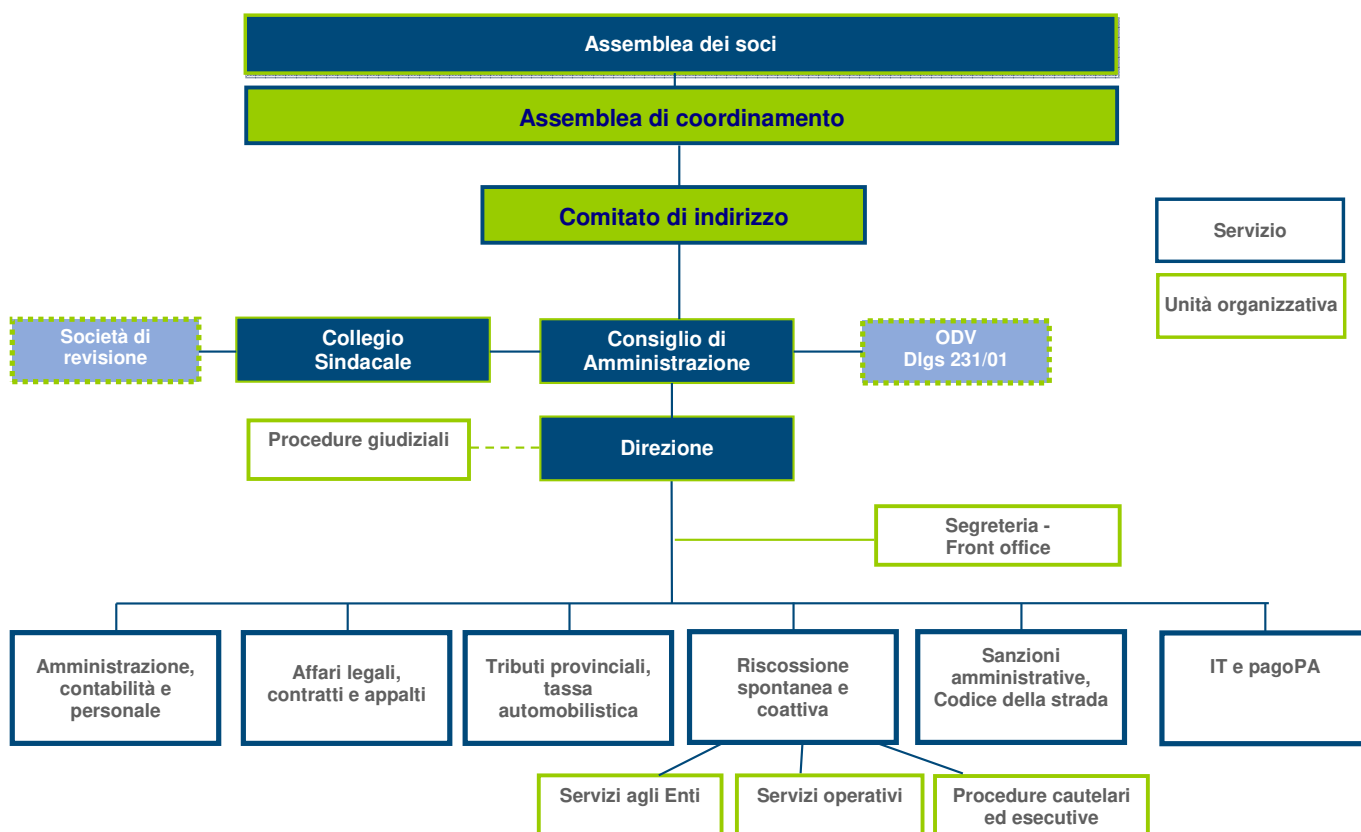 Assemblea dei soci
Assemblea di coordinamento
Comitato di indirizzo
Servizio
Unità organizzativa
Società di
revisione
Collegio
Sindacale
Consiglio di
Amministrazione
ODV
Dlgs 231/01
Procedure giudiziali
Direzione
Segreteria -
Front office
Amministrazione,
contabilità e
personale
Affari legali,
contratti e appalti
Tributi provinciali,
tassa
automobilistica
Riscossione
spontanea e
coattiva
Sanzioni
amministrative,
Codice della strada
IT e pagoPA
Servizi agli Enti
Servizi operativi
Procedure cautelari
ed esecutive